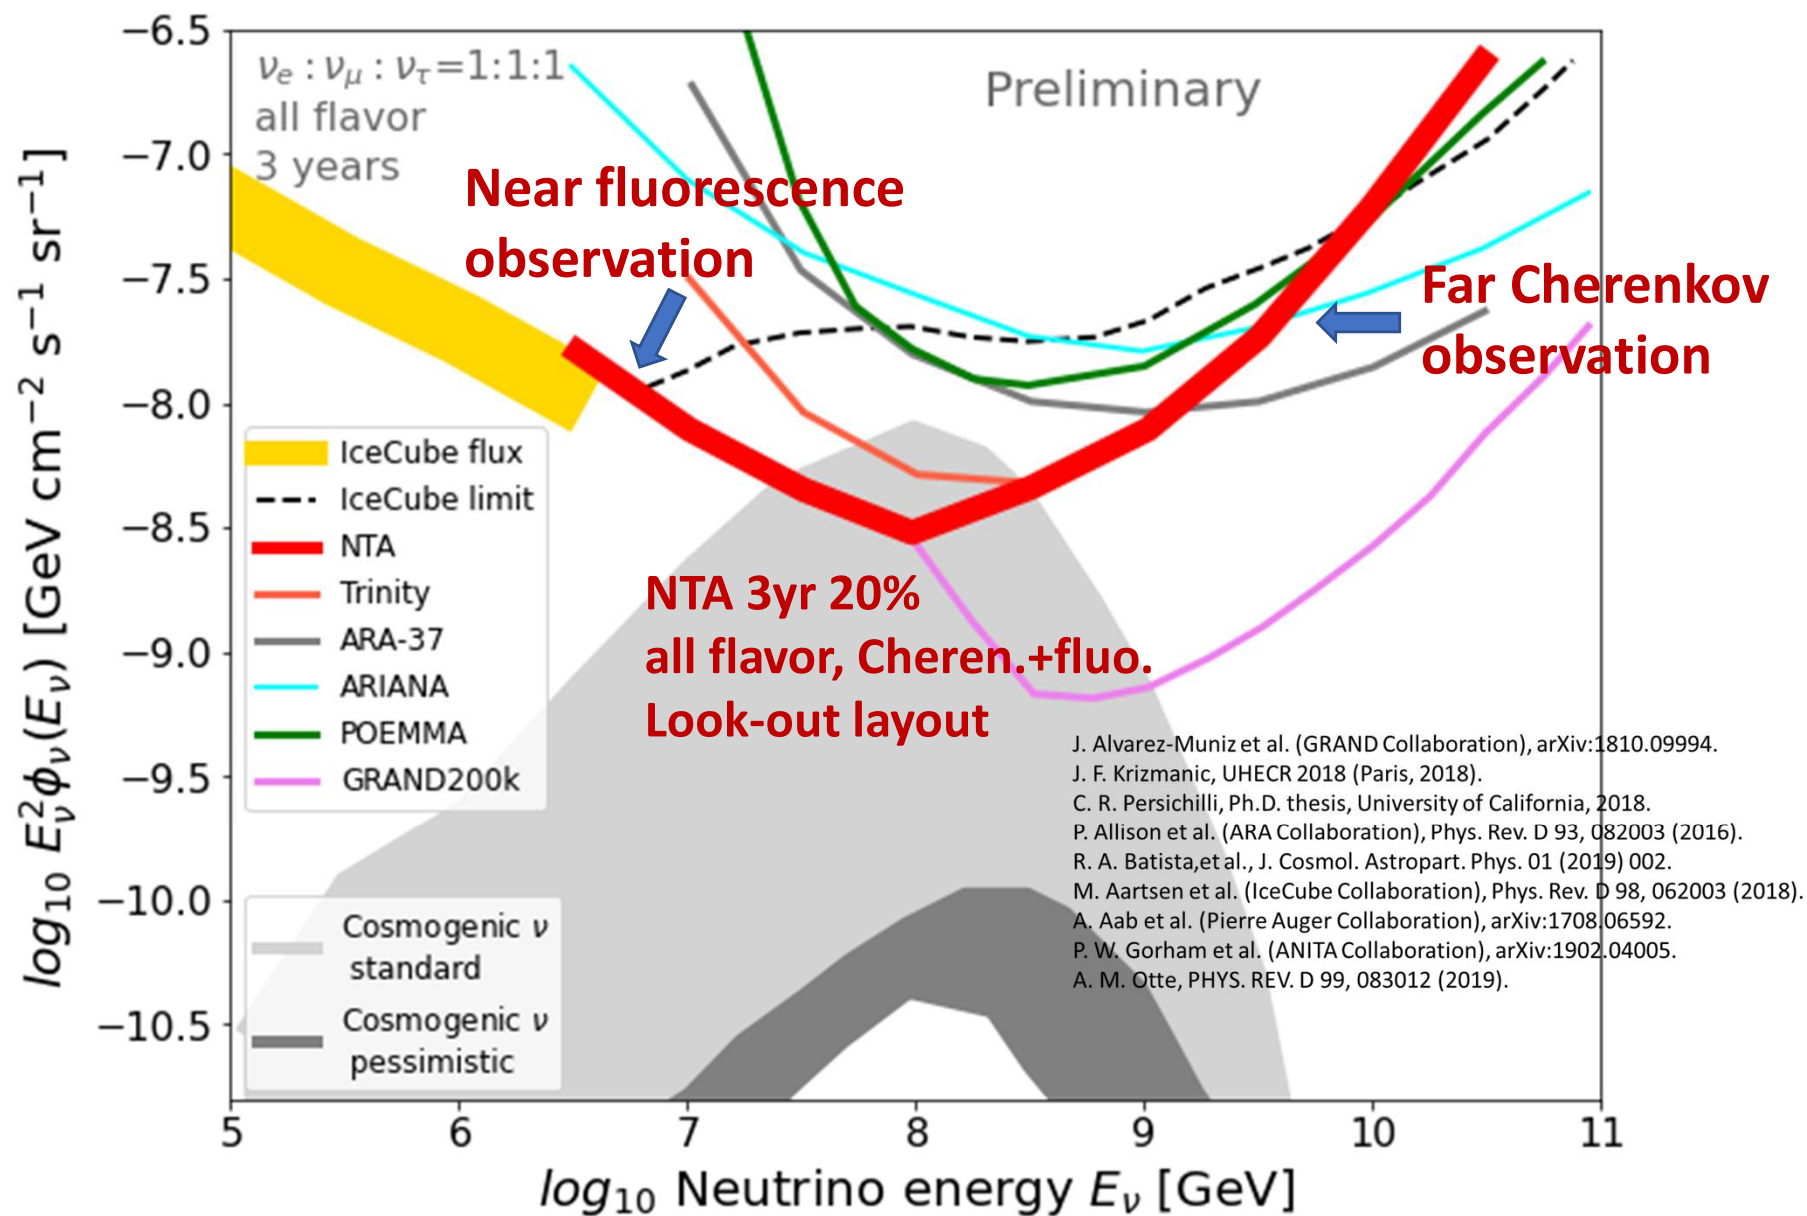 −6.5
−7.0
−7.5
−8.0
−8.5
−9.0
−9.5
−10.0
−10.5
log₁₀ E²ᵥϕᵥ(Eᵥ) [GeV cm⁻² s⁻¹ sr⁻¹]
νₑ : ν_μ : ν_τ=1:1:1
all flavor
3 years
Preliminary
Near fluorescence
observation
Far Cherenkov
observation
IceCube flux
IceCube limit
NTA
Trinity
ARA-37
ARIANA
POEMMA
GRAND200k
NTA 3yr 20%
all flavor, Cheren.+fluo.
Look-out layout
J. Alvarez-Muniz et al. (GRAND Collaboration), arXiv:1810.09994.
J. F. Krizmanic, UHECR 2018 (Paris, 2018).
C. R. Persichilli, Ph.D. thesis, University of California, 2018.
P. Allison et al. (ARA Collaboration), Phys. Rev. D 93, 082003 (2016).
R. A. Batista,et al., J. Cosmol. Astropart. Phys. 01 (2019) 002.
M. Aartsen et al. (IceCube Collaboration), Phys. Rev. D 98, 062003 (2018).
A. Aab et al. (Pierre Auger Collaboration), arXiv:1708.06592.
P. W. Gorham et al. (ANITA Collaboration), arXiv:1902.04005.
A. M. Otte, PHYS. REV. D 99, 083012 (2019).
Cosmogenic ν
standard
Cosmogenic ν
pessimistic
5 6 7 8 9 10 11
log₁₀ Neutrino energy Eᵥ [GeV]